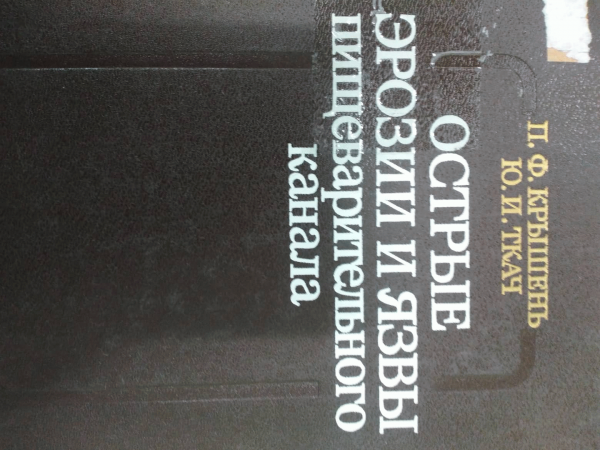 П. Ф. КРЫШЕНЬ
Ю. И. ТКАЧ
ОСТРЫЕ
ЭРОЗИИ И ЯЗВЫ
пищеварительного
канала